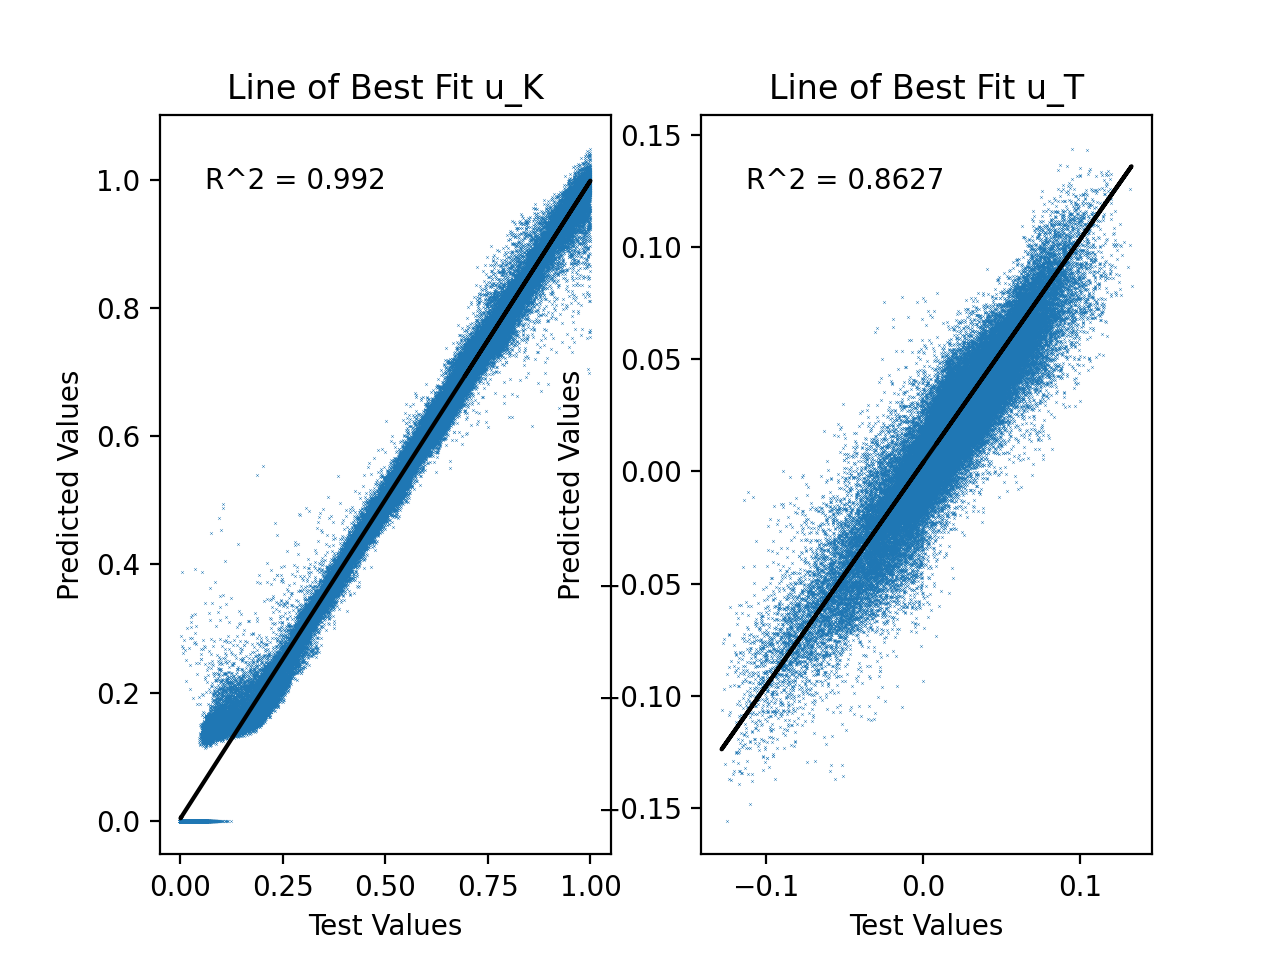 Line of Best Fit u_K
R^2 = 0.992
Predicted Values
1.0
0.8
0.6
0.4
0.2
0.0
0.00 0.25 0.50 0.75 1.00
Test Values
Line of Best Fit u_T
R^2 = 0.8627
Predicted Values
0.15
0.10
0.05
0.00
−0.05
−0.10
−0.15
−0.1 0.0 0.1
Test Values